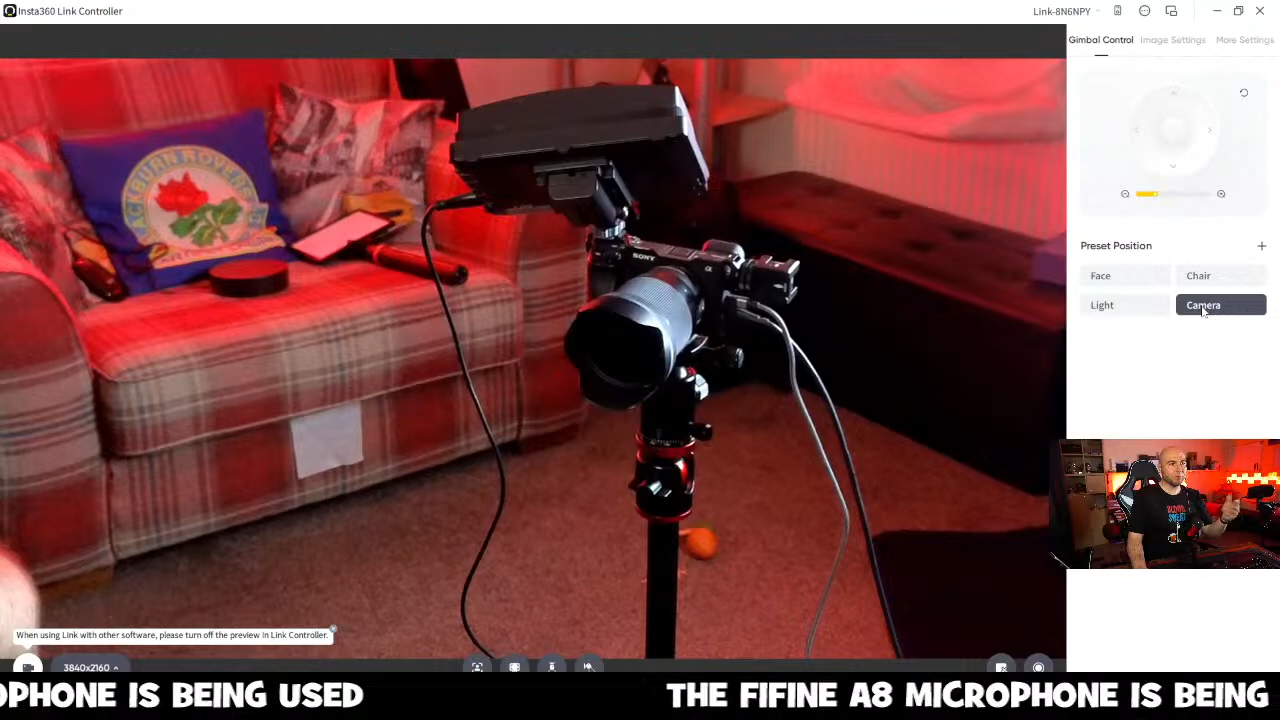 Insta360 Link Controller
Link-8N6NPY
Gimbal Control
Image Settings
More Settings
Preset Position
Face
Chair
Light
Camera
BLACKBURN ROVERS
SONY
α
When using Link with other software, please turn off the preview in Link Controller.
3840x2160
OPHONE IS BEING USED
THE FIFINE A8 MICROPHONE IS BEING